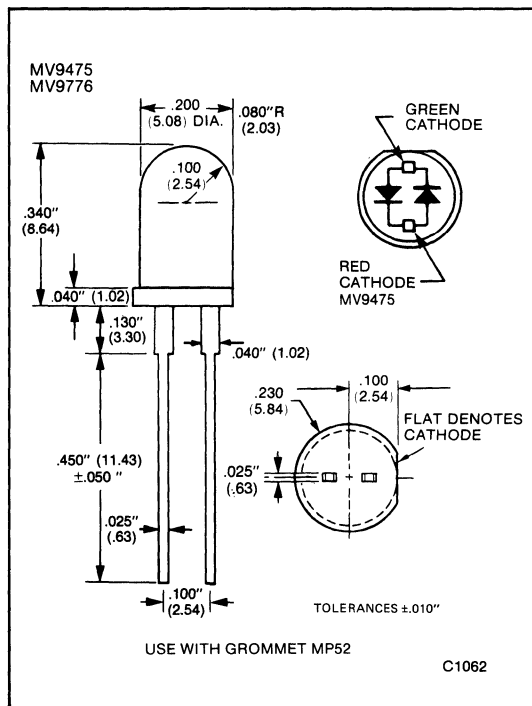 MV9475
MV9776
.200
(5.08) DIA.
.080"R
(2.03)
.100
(2.54)
.340"
(8.64)
.040" (1.02)
.130"
(3.30)
.040" (1.02)
.450" (11.43)
±.050 "
.025"
(.63)
.100"
(2.54)
GREEN
CATHODE
RED
CATHODE
MV9475
.230
(5.84)
.100
(2.54)
FLAT DENOTES
CATHODE
.025"
(.63)
TOLERANCES ±.010"
USE WITH GROMMET MP52
C1062